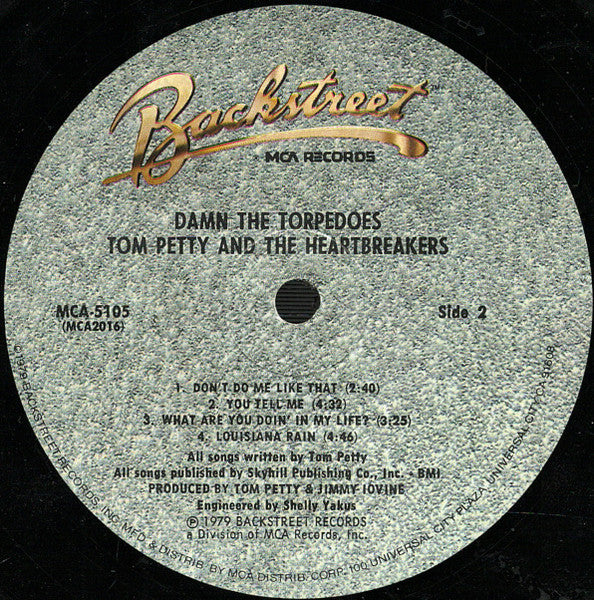 Backstreet™
MCA RECORDS
DAMN THE TORPEDOES
TOM PETTY AND THE HEARTBREAKERS
MCA-5105
(MCA2016)
Side 2
1. DON'T DO ME LIKE THAT (2:40)
2. YOU TELL ME (4:32)
3. WHAT ARE YOU DOIN' IN MY LIFE? (3:25)
4. LOUISIANA RAIN (4:46)
All songs written by Tom Petty
All songs published by Skyhill Publishing Co., Inc. - BMI
PRODUCED BY TOM PETTY & JIMMY IOVINE
Engineered by Shelly Yakus
Ⓟ 1979 BACKSTREET RECORDS
a Division of MCA Records, Inc.
©1979 BACKSTREET RECORDS, INC. MFD. & DISTRIB. BY MCA DISTRIB. CORP. 100 UNIVERSAL CITY PLAZA, UNIVERSAL CITY, CA. 91608